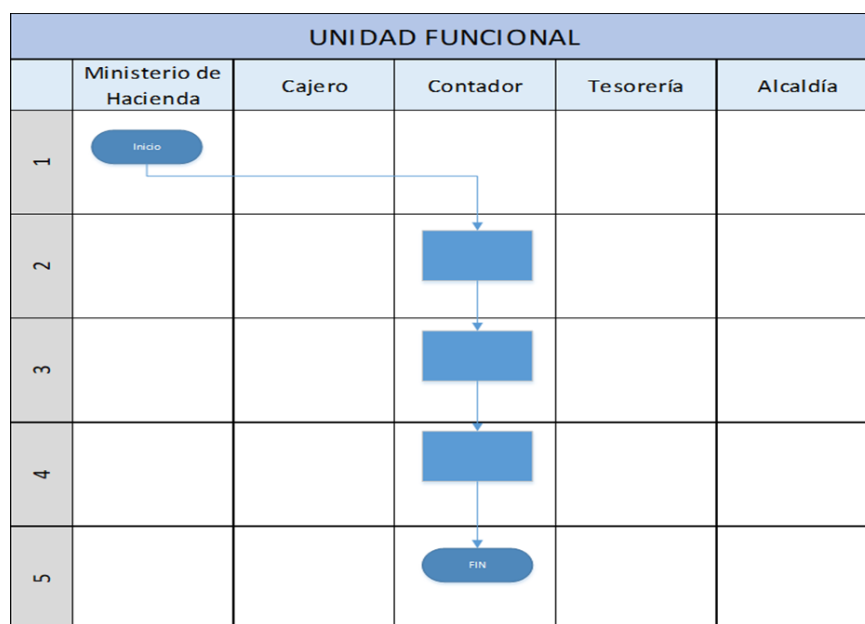 UNIDAD FUNCIONAL
Ministerio de
Hacienda
Cajero
Contador
Tesorería
Alcaldía
1
Inicio
2
3
4
5
FIN